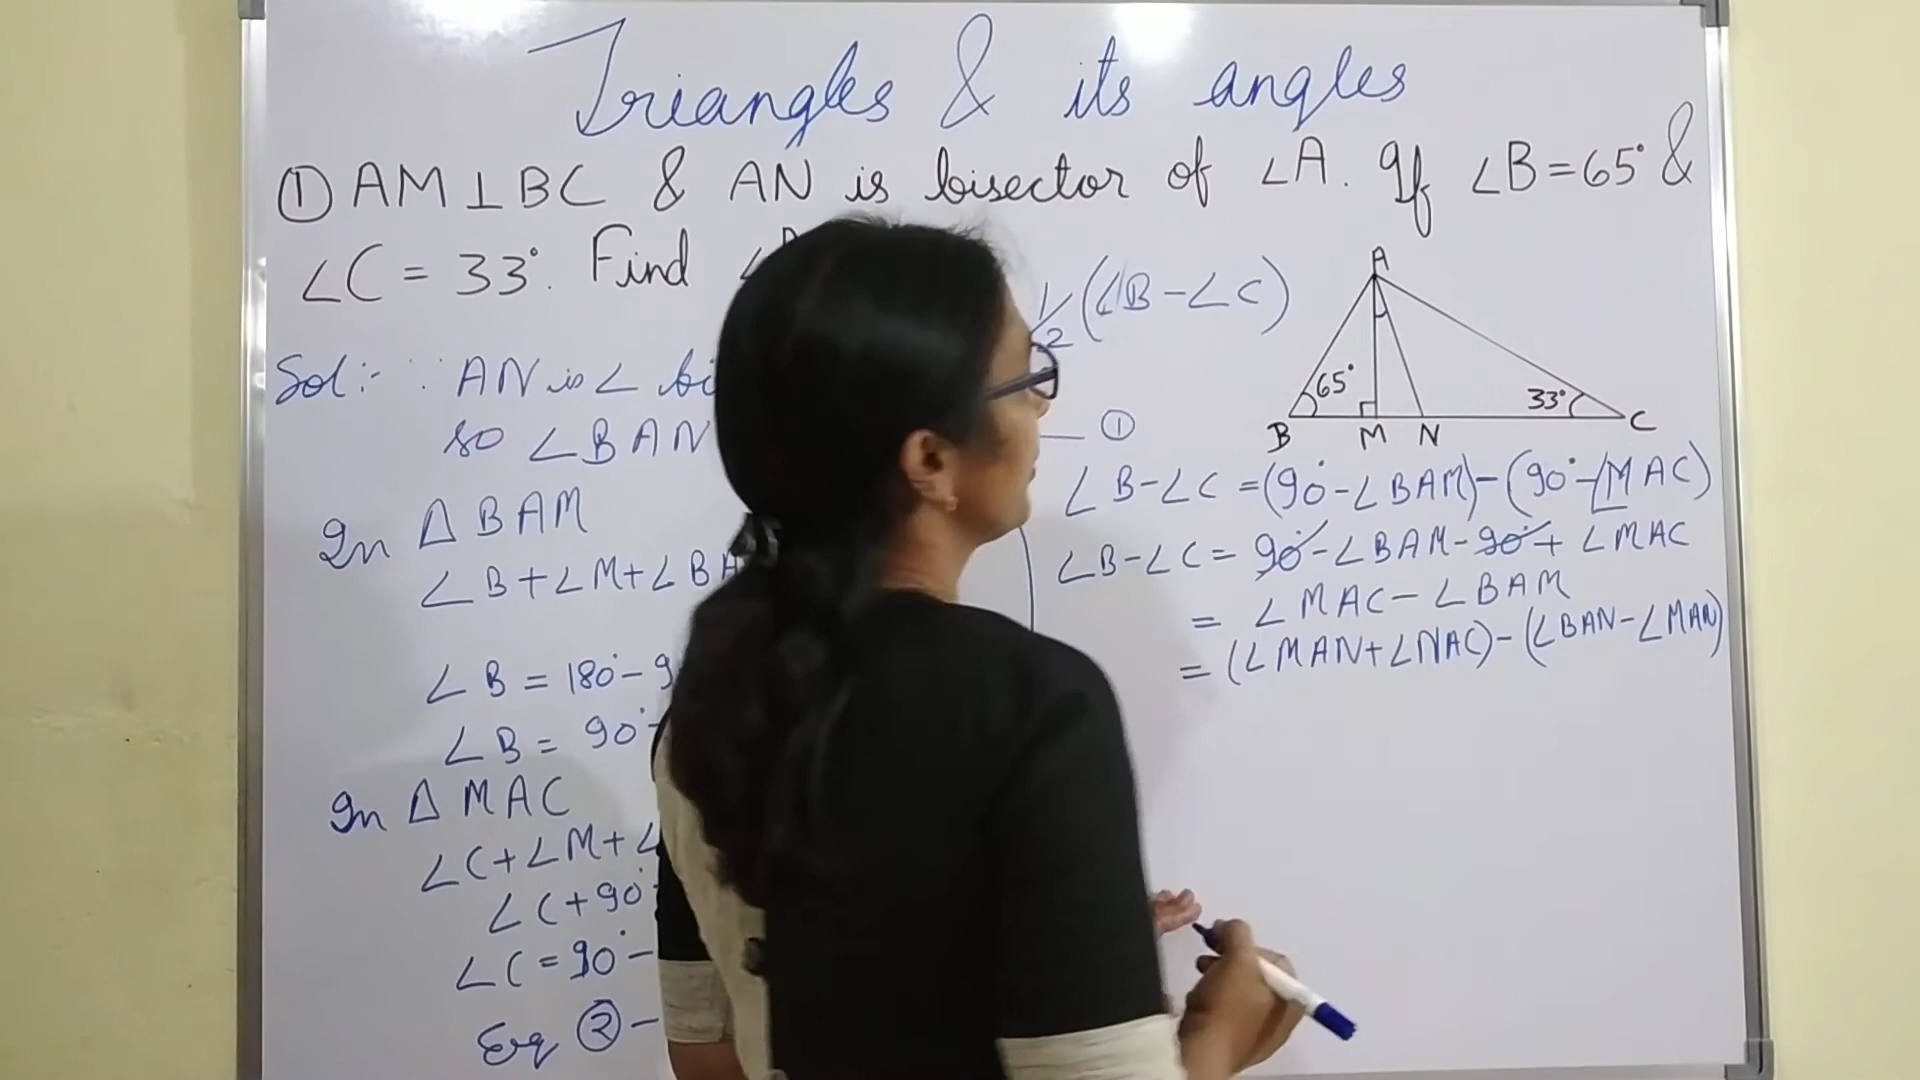 Triangles & its angles
① AM⊥BC & AN is bisector of ∠A. If ∠B=65° &
∠C = 33°. Find ∠
1/2 (∠B-∠C)
Sol:- ∵ AN is ∠ bi
so ∠BAN
— ①
In Δ BAM
∠B+∠M+∠BA
∠B = 180°-9
∠B = 90°-
In Δ MAC
∠C+∠M+∠
∠C+90°
∠C=90°-
Eq ②-
A
65°
33°
B M N C
∠B-∠C=(90°-∠BAM)-(90°-∠MAC)
∠B-∠C= 90°-∠BAM-90°+ ∠MAC
= ∠MAC-∠BAM
= (∠MAN+∠NAC)-(∠BAN-∠MAN)